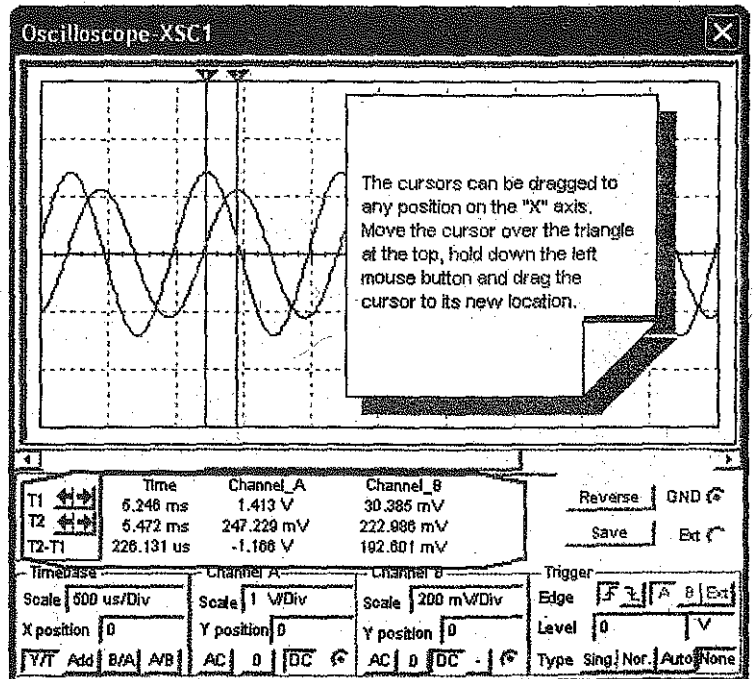 Oscilloscope-XSC1
The cursors can be dragged to
any position on the "X" axis.
Move the cursor over the triangle
at the top, hold down the left
mouse button and drag the
cursor to its new location.
Time Channel_A Channel_B
T1 5.246 ms 1.413 V 30.385 mV
T2 5.472 ms 247.229 mV 222.986 mV
T2-T1 226.131 us -1.166 V 192.601 mV
Reverse GND
Save Ext
Timebase Channel A Channel B Trigger
Scale 500 us/Div Scale 1 V/Div Scale 200 mV/Div Edge A B Ext
X position 0 Y position 0 Y position 0 Level 0 V
Y/T Add B/A A/B AC 0 DC AC 0 DC - Type Sing. Nor. Auto None